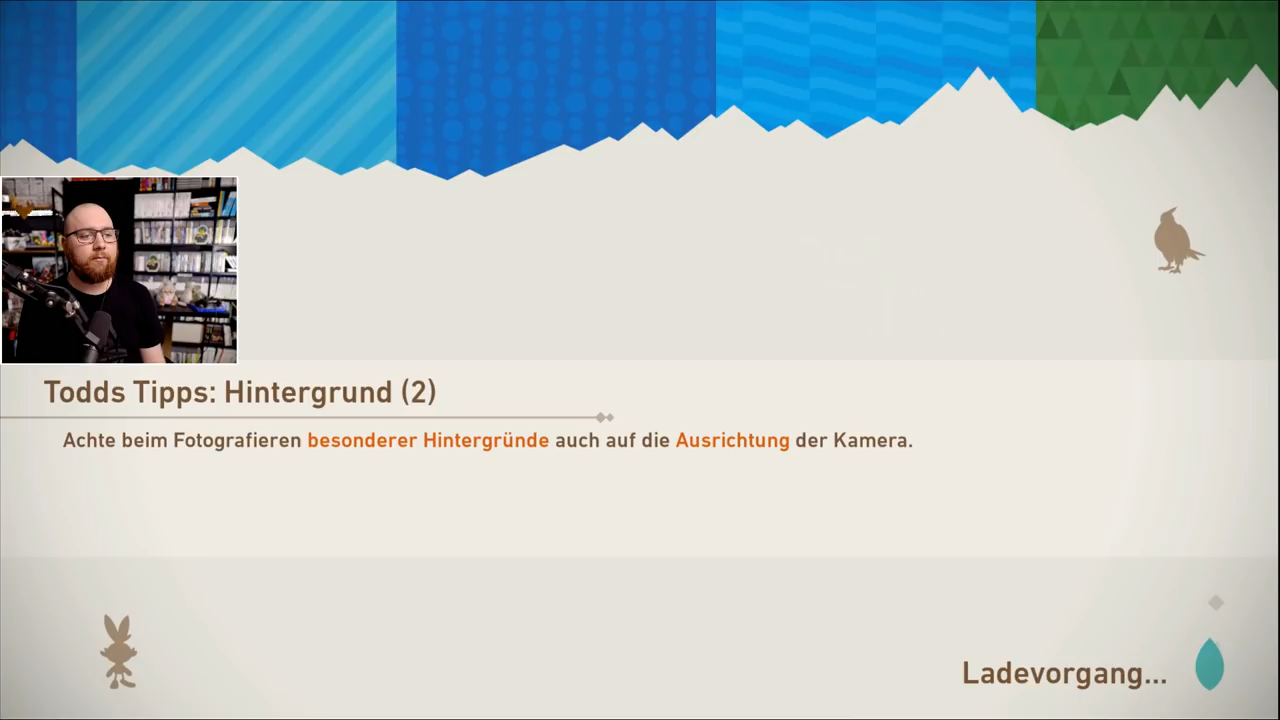 Todds Tipps: Hintergrund (2)
Achte beim Fotografieren besonderer Hintergründe auch auf die Ausrichtung der Kamera.
Ladevorgang...